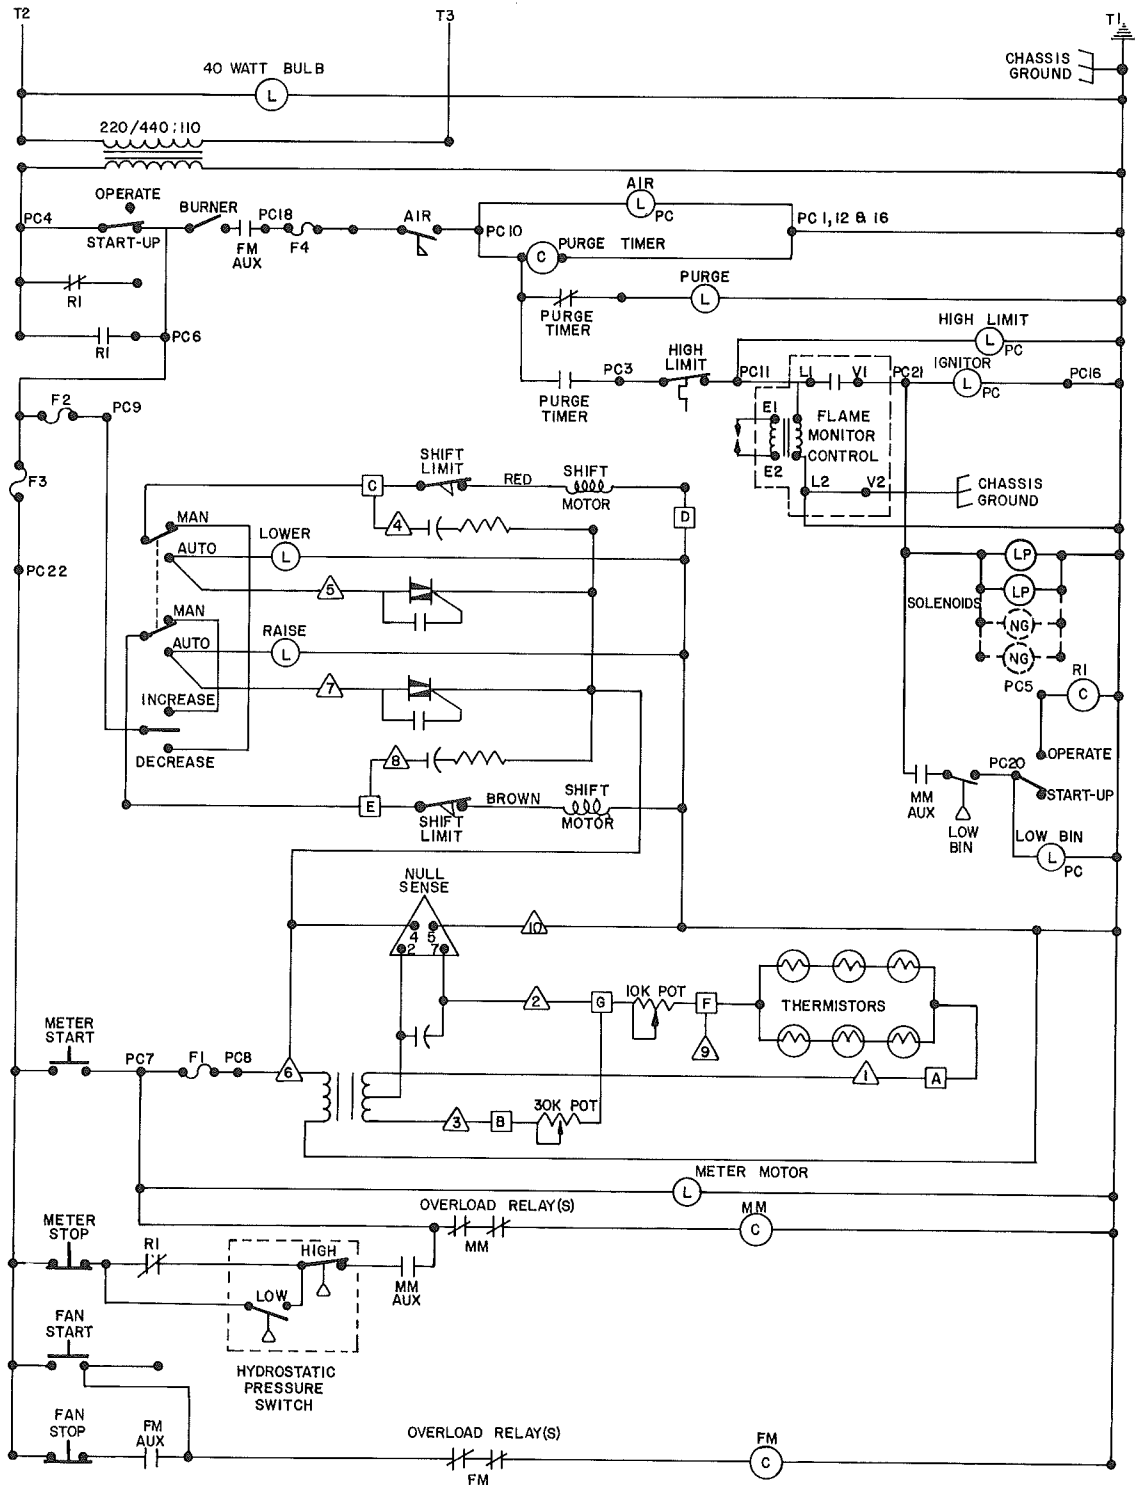 T2
T3
T1
CHASSIS
GROUND
40 WATT BULB
L
220/440:110
OPERATE
PC4
START-UP
BURNER
FM
AUX
PC18
F4
AIR
PC10
AIR
L
PC
C
PURGE TIMER
PC 1, 12 & 16
R1
R1
PC6
PURGE
TIMER
PURGE
L
HIGH LIMIT
L
PC
PURGE
TIMER
PC3
HIGH
LIMIT
PC11
L1
V1
PC21
IGNITOR
L
PC
PC16
E1
E2
FLAME
MONITOR
CONTROL
L2
V2
CHASSIS
GROUND
F2
PC9
F3
PC22
C
SHIFT
LIMIT
RED
SHIFT
MOTOR
D
4
MAN
AUTO
LOWER
L
5
MAN
AUTO
RAISE
L
7
INCREASE
DECREASE
8
E
SHIFT
LIMIT
BROWN
SHIFT
MOTOR
LP
LP
SOLENOIDS
NG
NG
PC5
R1
C
OPERATE
PC20
START-UP
MM
AUX
LOW
BIN
LOW BIN
L
PC
NULL
SENSE
4 5
2 7
10
2
G
10K POT
F
9
THERMISTORS
METER
START
PC7
F1
PC8
6
1
A
3
B
30K POT
METER MOTOR
L
OVERLOAD RELAY(S)
MM
MM
C
METER
STOP
R1
HIGH
LOW
MM
AUX
HYDROSTATIC
PRESSURE
SWITCH
FAN
START
FAN
STOP
FM
AUX
OVERLOAD RELAY(S)
FM
FM
C